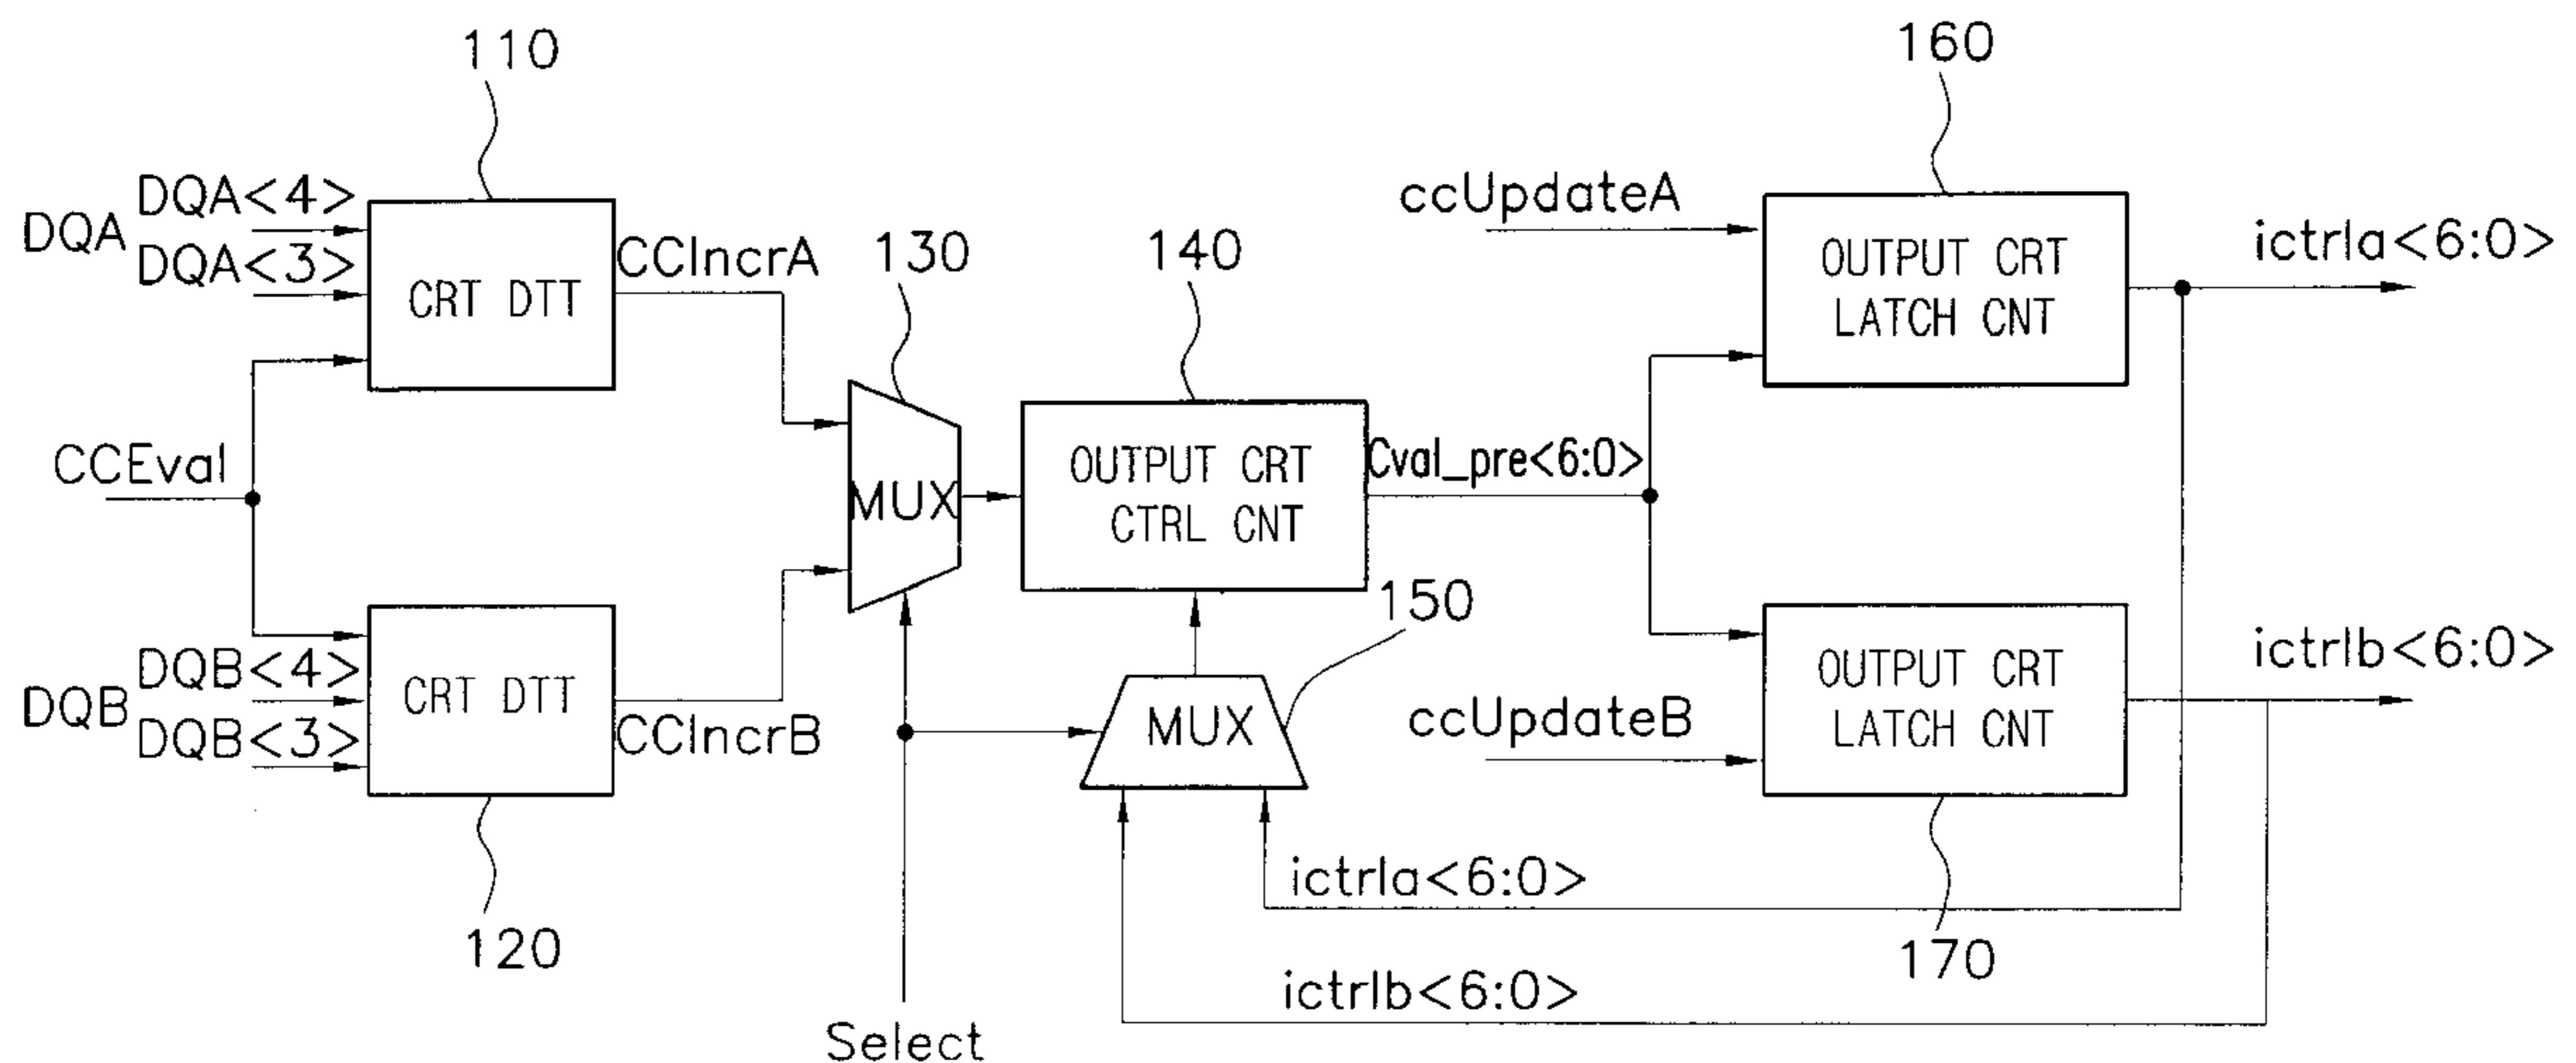 110
160
DQA<4>
DQA
DQA<3>
CRT DTT
CCIncrA
130
140
ccUpdateA
OUTPUT CRT
LATCH CNT
ictrla<6:0>
CCEval
MUX
OUTPUT CRT
CTRL CNT
Cval_pre<6:0>
150
DQB<4>
DQB
DQB<3>
CRT DTT
CCIncrB
MUX
ccUpdateB
OUTPUT CRT
LATCH CNT
ictrlb<6:0>
120
ictrla<6:0>
170
ictrlb<6:0>
Select